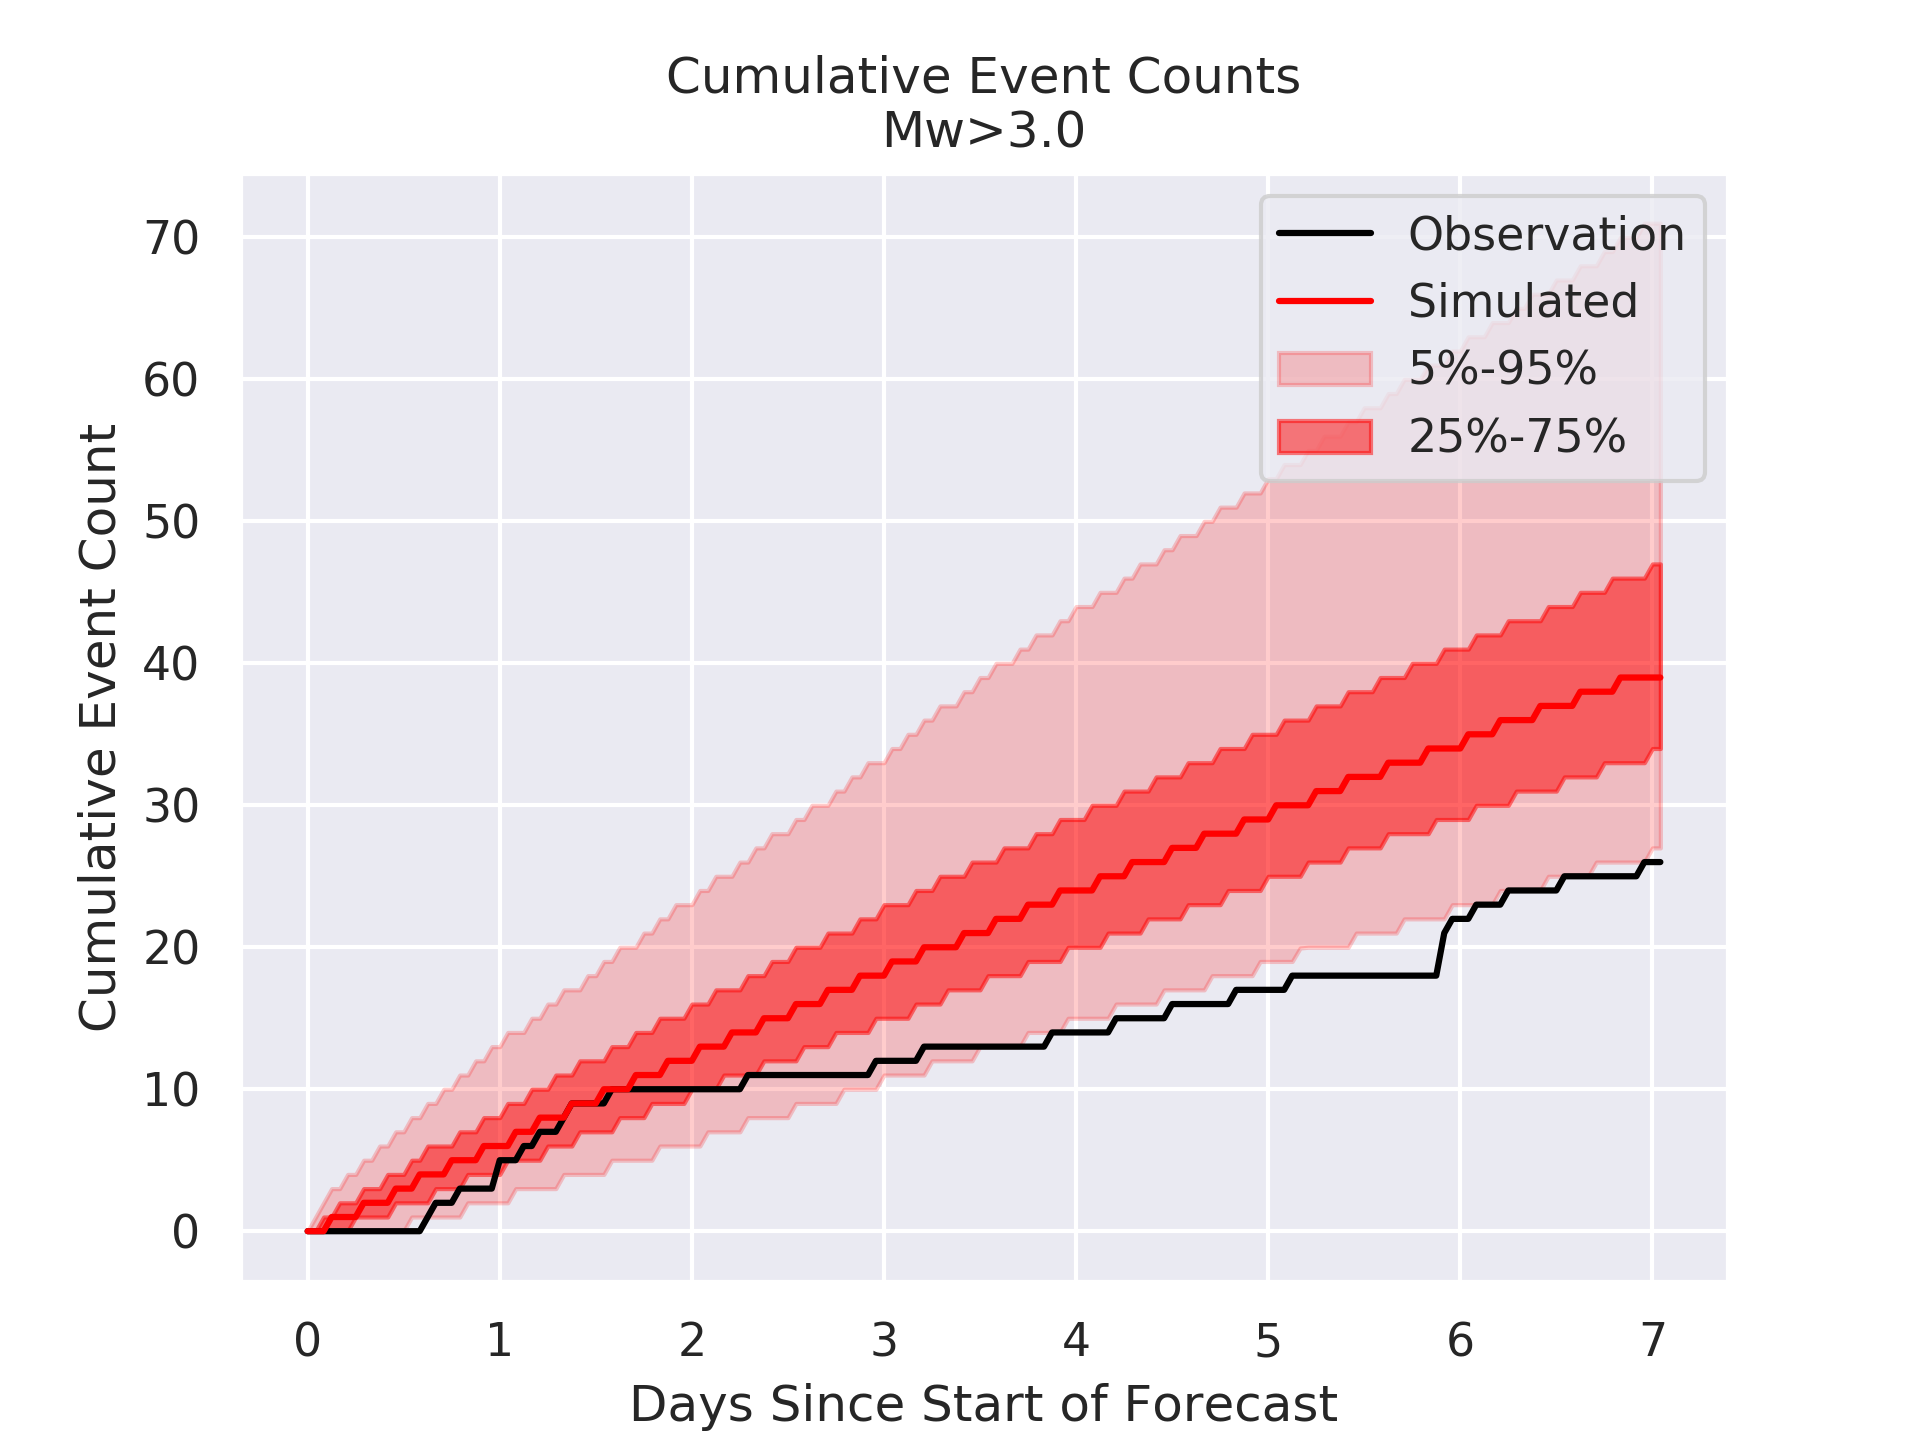 Cumulative Event Counts
Mw>3.0
Observation
Simulated
5%-95%
25%-75%
Cumulative Event Count
70
60
50
40
30
20
10
0
0 1 2 3 4 5 6 7
Days Since Start of Forecast